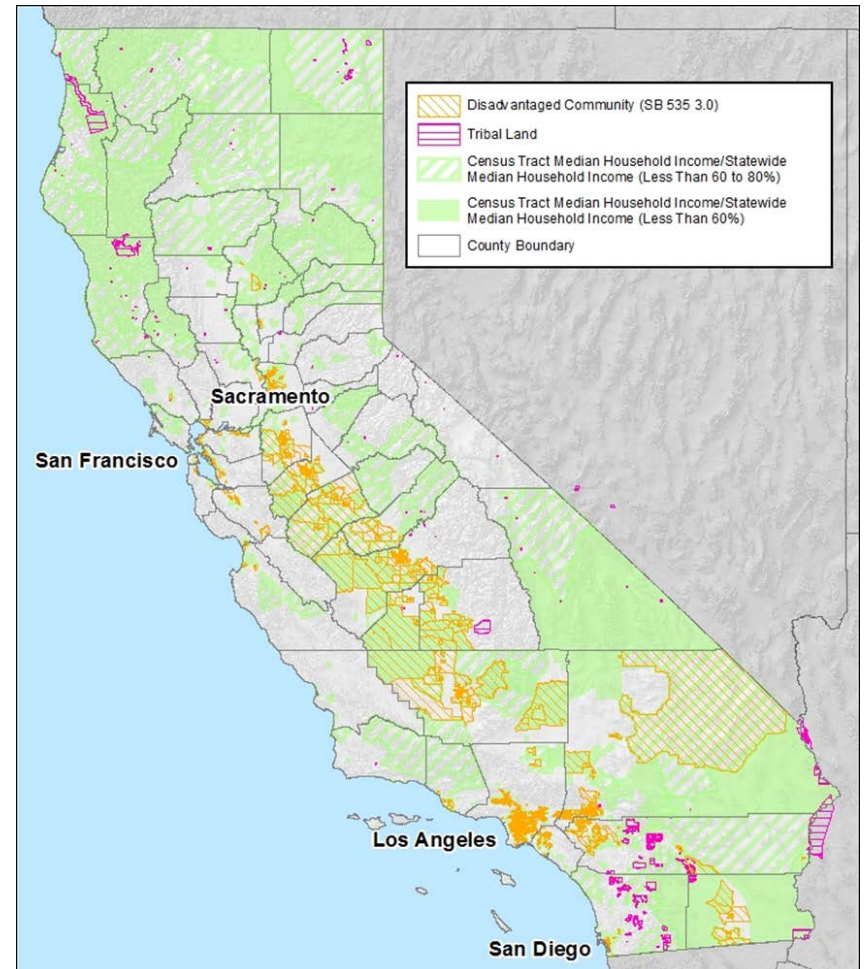 Disadvantaged Community (SB 535 3.0)
Tribal Land
Census Tract Median Household Income/Statewide
Median Household Income (Less Than 60 to 80%)
Census Tract Median Household Income/Statewide
Median Household Income (Less Than 60%)
County Boundary
Sacramento
San Francisco
Los Angeles
San Diego